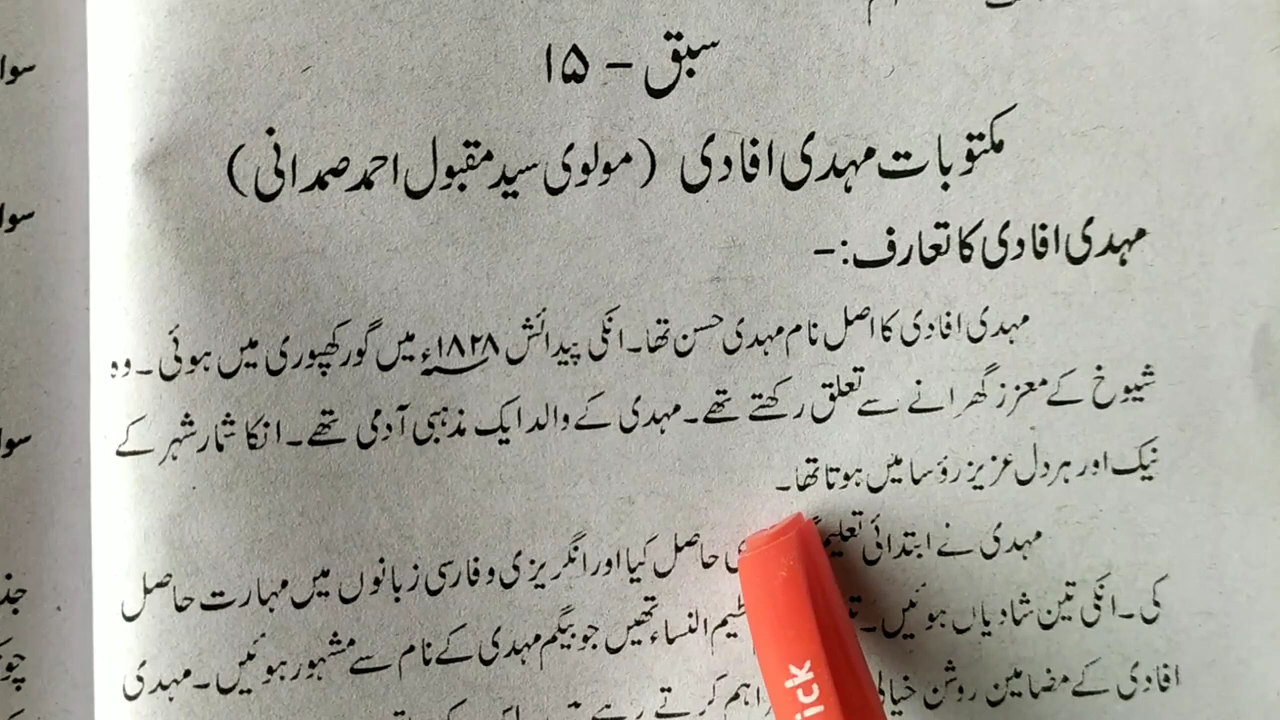 سبق - ۱۵
مکتوبات مہدی افادی (مولوی سید مقبول احمد صمدانی)
مہدی افادی کا تعارف:-
مہدی افادی کا اصل نام مہدی حسن تھا۔ انکی پیدائش ۱۸۲۸ء میں گورکھپوری میں ہوئی۔ وہ
شیوخ کے معزز گھرانے سے تعلق رکھتے تھے۔ مہدی کے والد ایک مذہبی آدمی تھے۔ انکا شمار شہر کے
نیک اور ہر دل عزیز رؤسا میں ہوتا تھا۔
مہدی نے ابتدائی تعلیم حاصل کیا اور انگریزی و فارسی زبانوں میں مہارت حاصل
کی۔ انکی تین شادیاں ہوئیں۔ النساء تھیں جو بیگم مہدی کے نام سے مشہور ہوئیں۔ مہدی
افادی کے مضامین روشن کرتے رہے
سوا
سوا
سوا